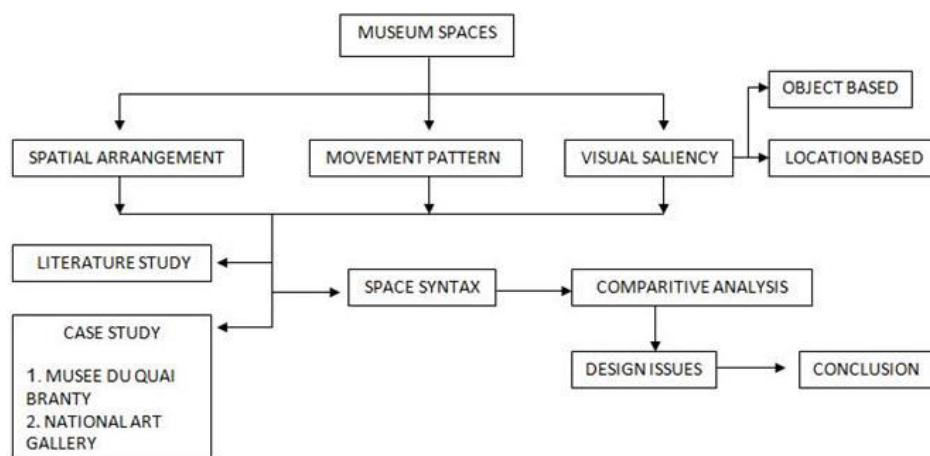 MUSEUM SPACES
OBJECT BASED
SPATIAL ARRANGEMENT
MOVEMENT PATTERN
VISUAL SALIENCY
LOCATION BASED
LITERATURE STUDY
SPACE SYNTAX
COMPARITIVE ANALYSIS
CASE STUDY
1. MUSEE DU QUAI
BRANTY
2. NATIONAL ART
GALLERY
DESIGN ISSUES
CONCLUSION